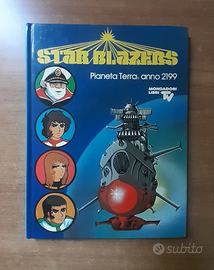 STAR BLAZERS
Pianeta Terra: anno 2199
MONDADORI
LIBRI TV
subito